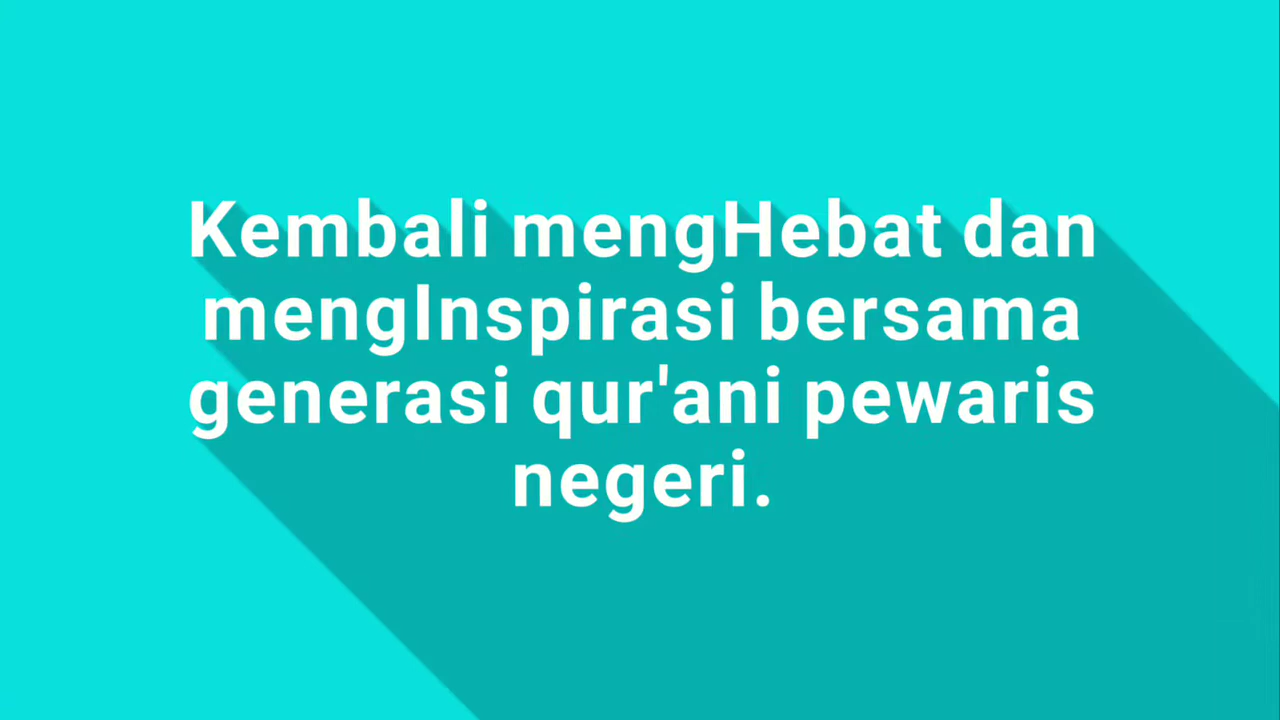 Kembali mengHebat dan
mengInspirasi bersama
generasi qur'ani pewaris
negeri.